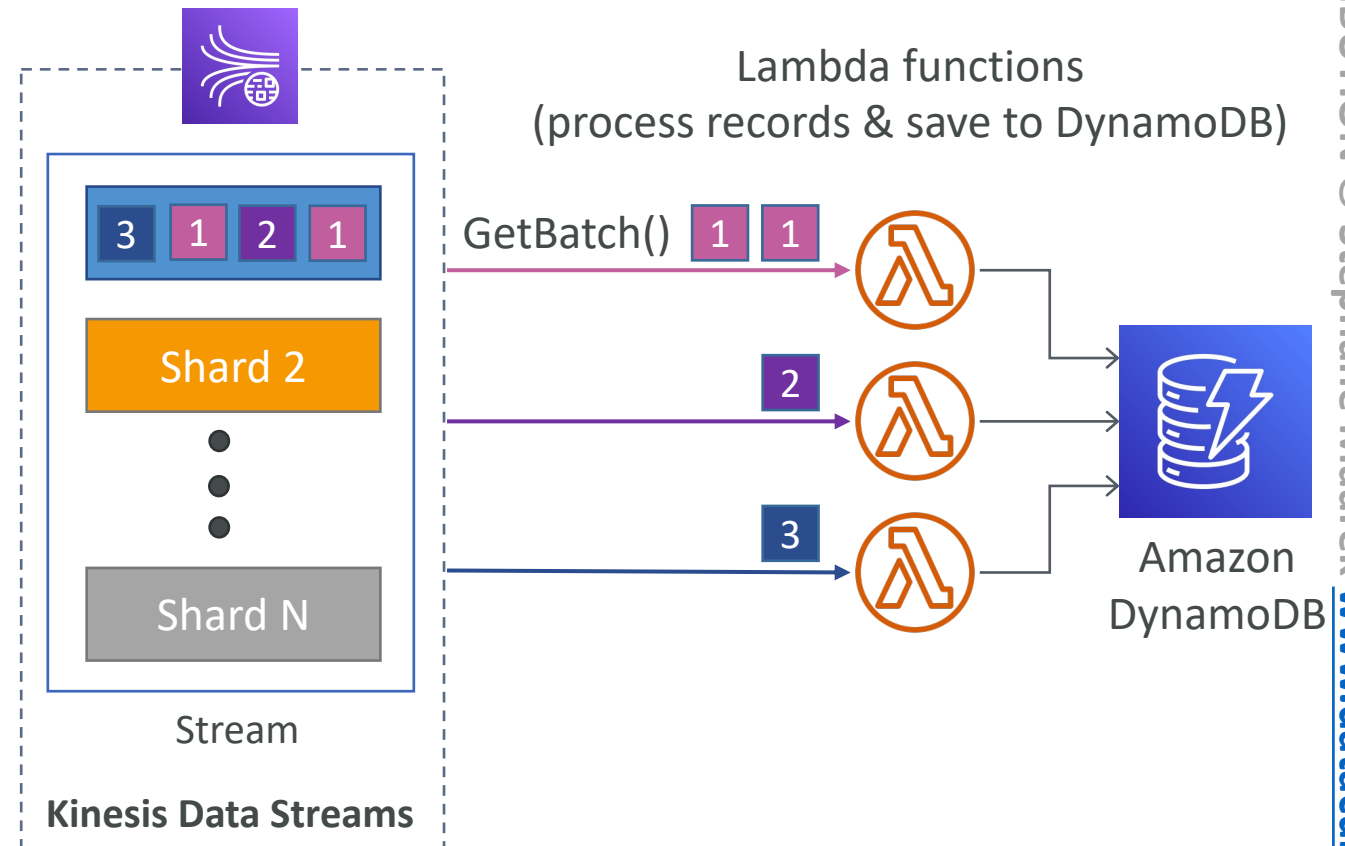 Lambda functions
(process records & save to DynamoDB)
3 1 2 1
GetBatch() 1 1
Shard 2
2
3
Shard N
Amazon
DynamoDB
Stream
Kinesis Data Streams